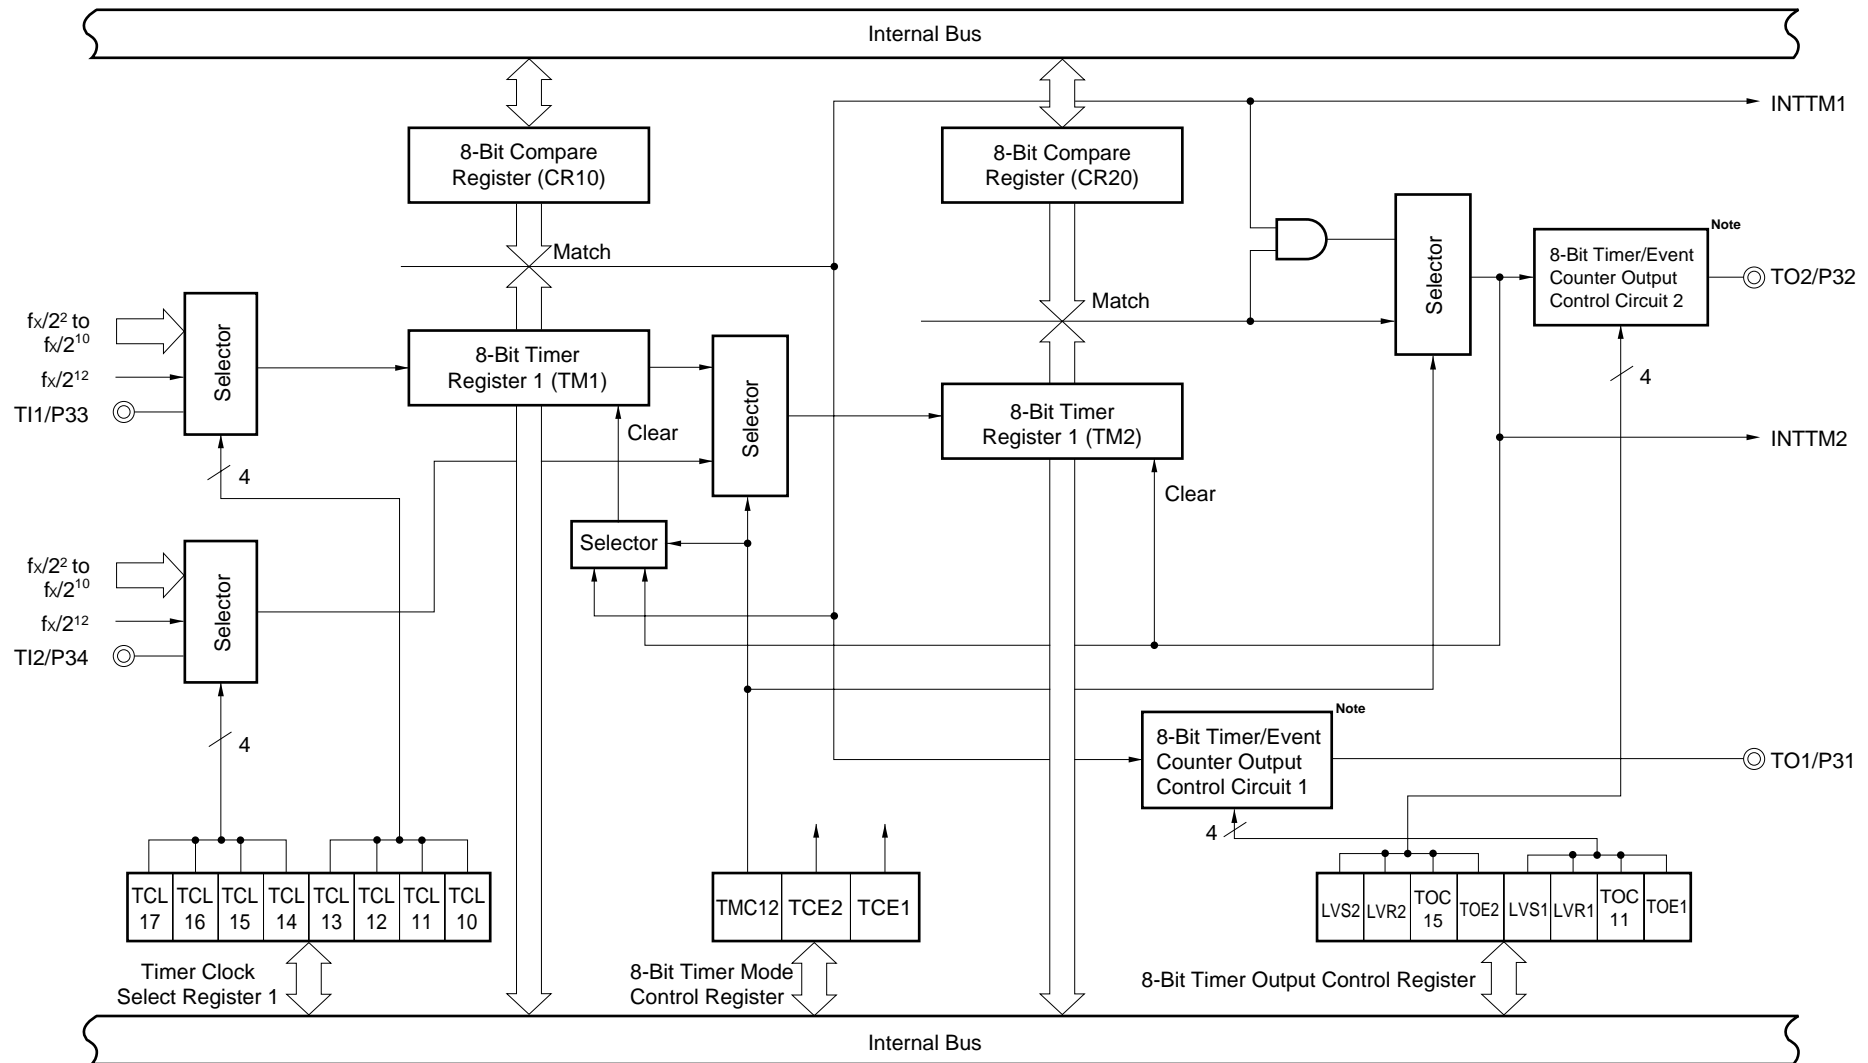 Internal Bus
INTTM1
8-Bit Compare
Register (CR10)
8-Bit Compare
Register (CR20)
Match
Match
Selector
Note
8-Bit Timer/Event
Counter Output
Control Circuit 2
TO2/P32
fx/2² to
fx/2¹⁰
fx/2¹²
TI1/P33
Selector
8-Bit Timer
Register 1 (TM1)
Selector
8-Bit Timer
Register 1 (TM2)
4
Clear
INTTM2
4
Clear
Selector
fx/2² to
fx/2¹⁰
fx/2¹²
TI2/P34
Selector
4
Note
8-Bit Timer/Event
Counter Output
Control Circuit 1
TO1/P31
4
TCL
17
TCL
16
TCL
15
TCL
14
TCL
13
TCL
12
TCL
11
TCL
10
TMC12
TCE2
TCE1
LVS2
LVR2
TOC
15
TOE2
LVS1
LVR1
TOC
11
TOE1
Timer Clock
Select Register 1
8-Bit Timer Mode
Control Register
8-Bit Timer Output Control Register
Internal Bus